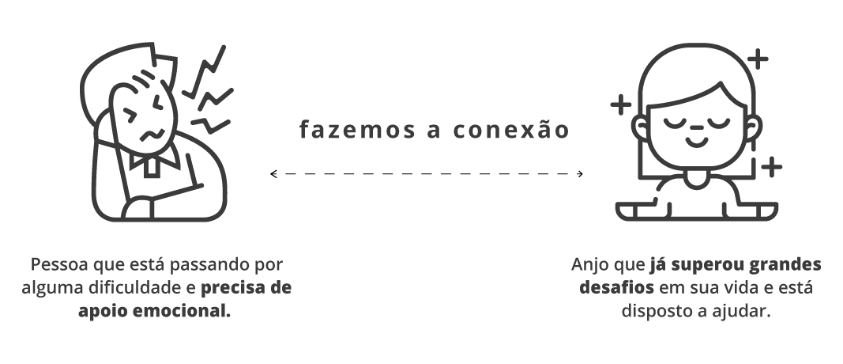 fazemos a conexão
Pessoa que está passando por
alguma dificuldade e precisa de
apoio emocional.
Anjo que já superou grandes
desafios em sua vida e está
disposto a ajudar.